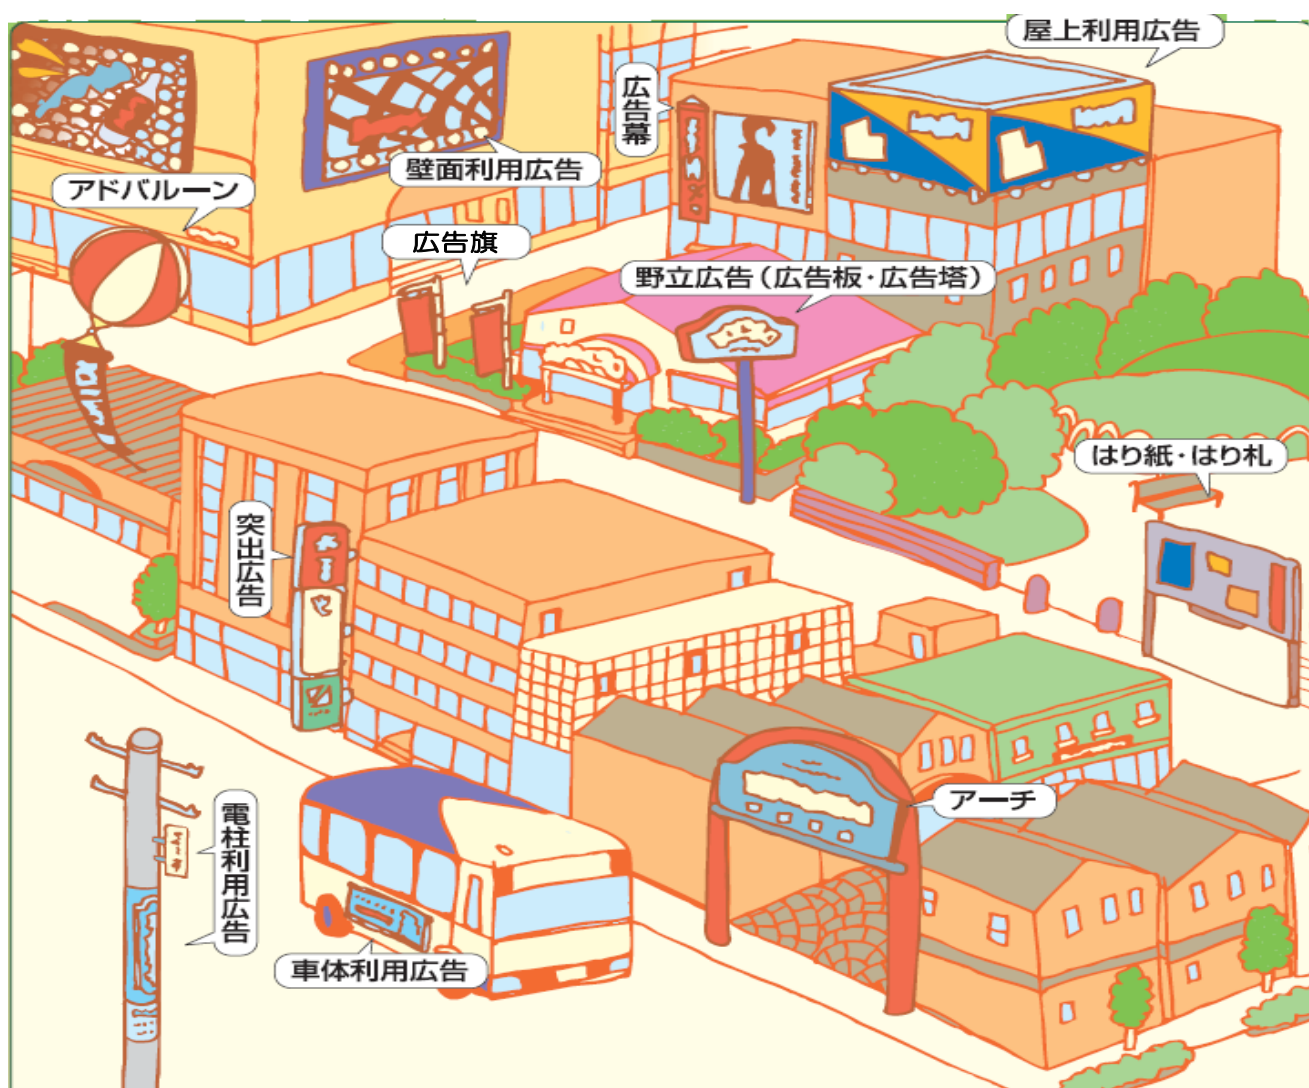 屋上利用広告
広告幕
壁面利用広告
アドバルーン
広告旗
野立広告(広告板・広告塔)
はり紙・はり札
突出広告
アーチ
電柱利用広告
車体利用広告